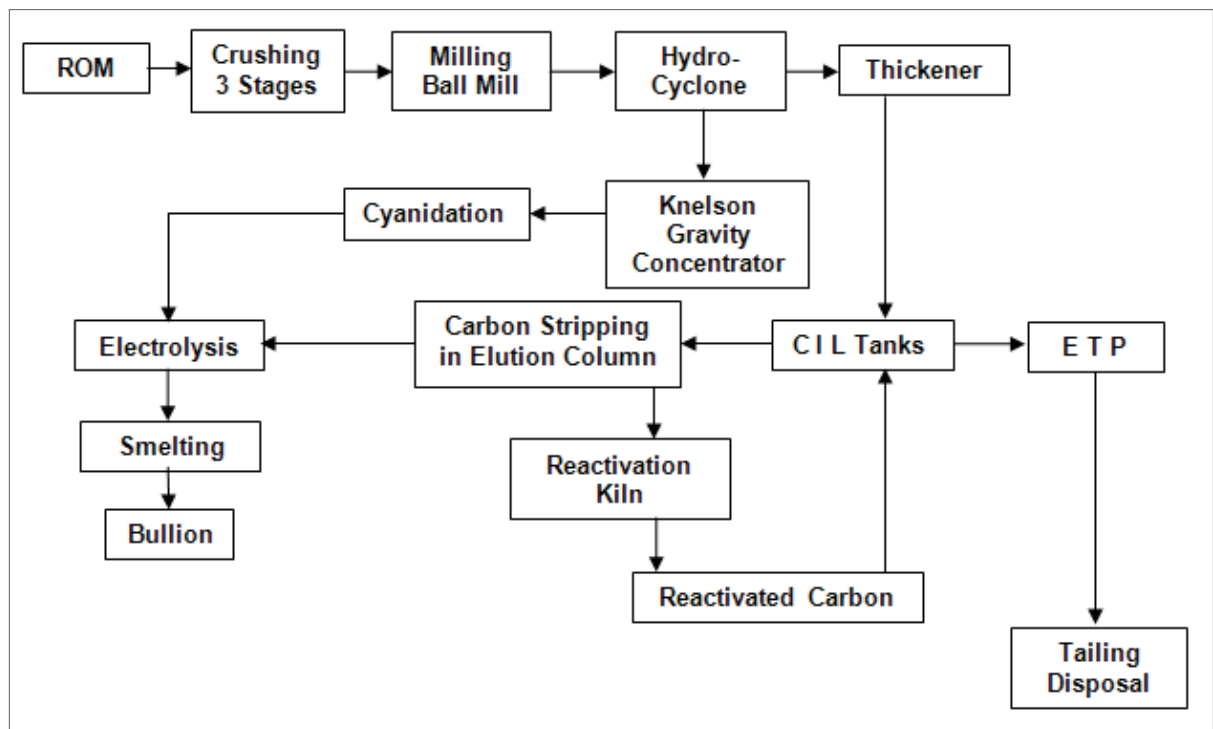 ROM
Crushing
3 Stages
Milling
Ball Mill
Hydro-
Cyclone
Thickener
Cyanidation
Knelson
Gravity
Concentrator
Electrolysis
Carbon Stripping
in Elution Column
C I L Tanks
E T P
Smelting
Reactivation
Kiln
Bullion
Reactivated Carbon
Tailing
Disposal